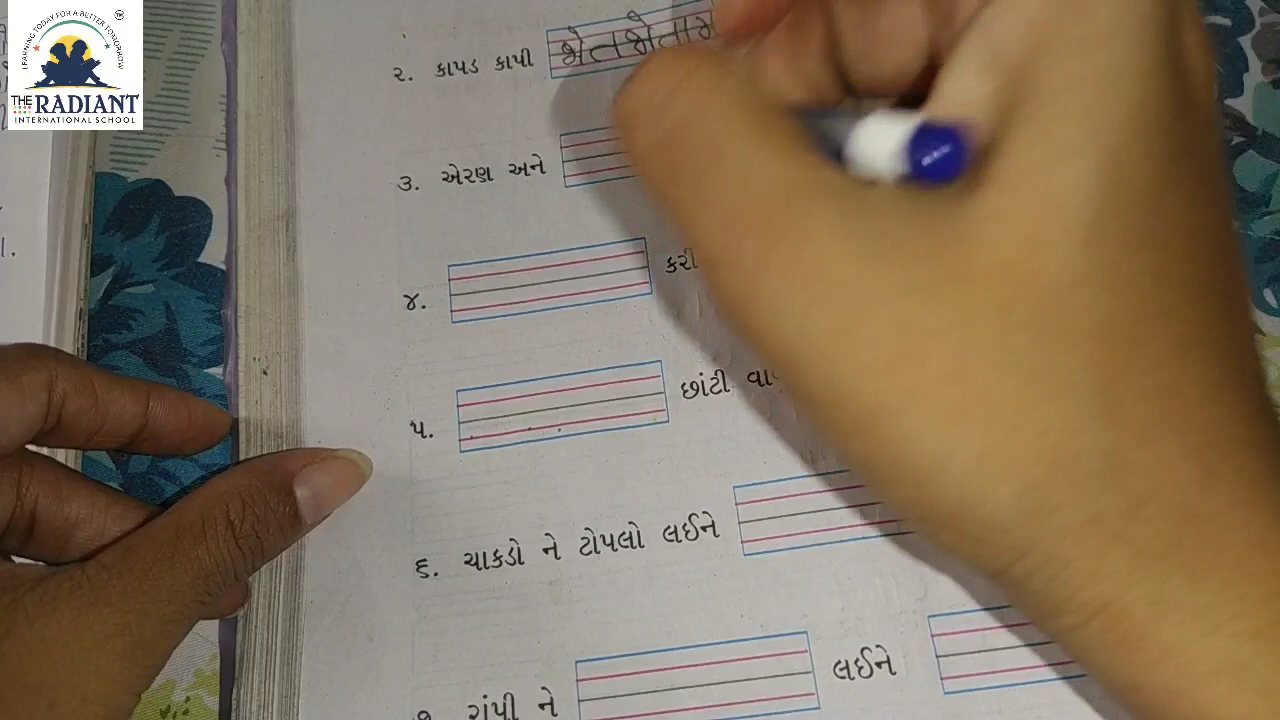 LEARNING TODAY FOR A BETTER TOMORROW
THE RADIANT
INTERNATIONAL SCHOOL
૨. કાપડ કાપી
૩. એરણ અને
૪. કરી
૫. છાંટી
૬. ચાકડો ને ટોપલો લઈને
રાંપી ને લઈને